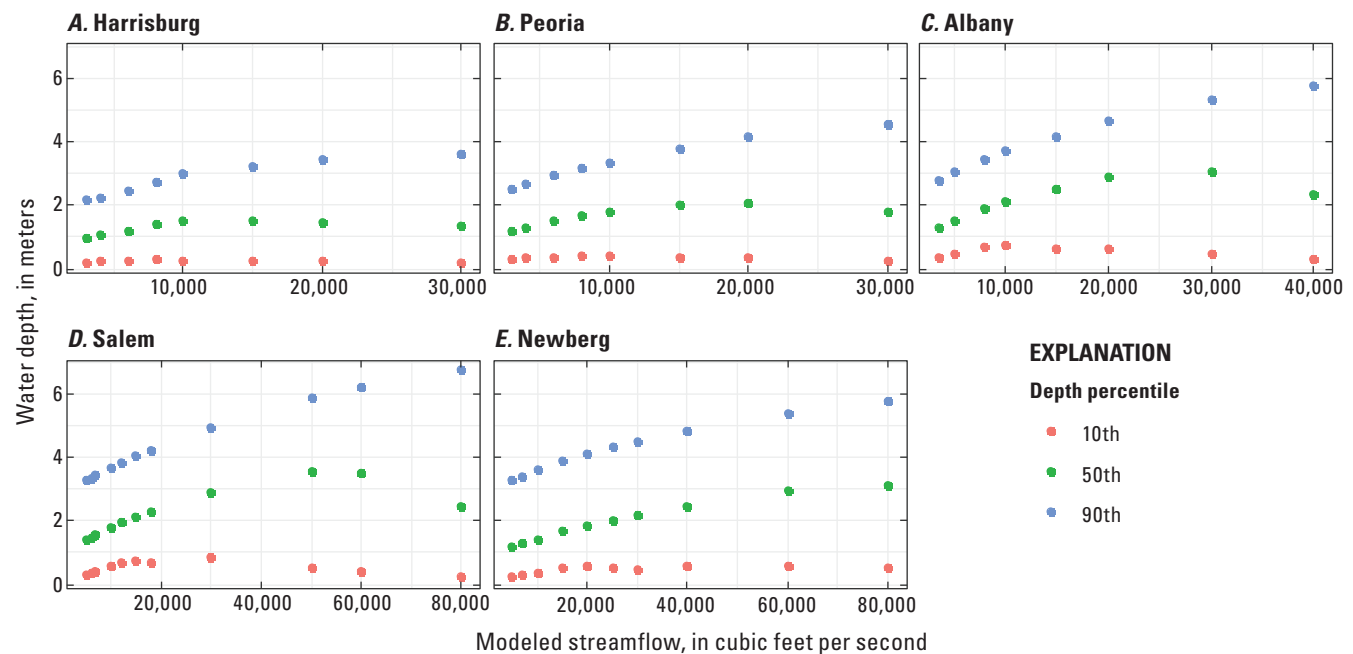 A. Harrisburg
B. Peoria
C. Albany
6
4
2
0
10,000 20,000 30,000
10,000 20,000 30,000
10,000 20,000 30,000 40,000
Water depth, in meters
D. Salem
E. Newberg
6
4
2
0
20,000 40,000 60,000 80,000
20,000 40,000 60,000 80,000
Modeled streamflow, in cubic feet per second
EXPLANATION
Depth percentile
10th
50th
90th